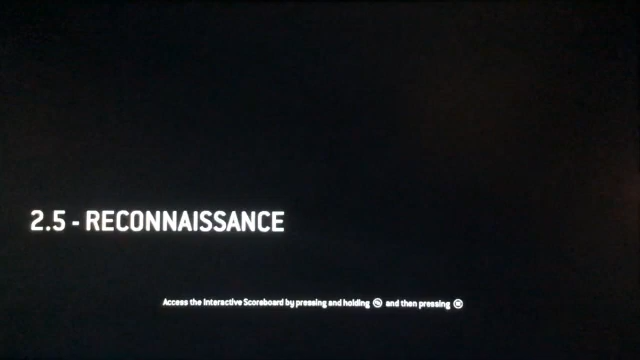 2.5 - RECONNAISSANCE
Access the Interactive Scoreboard by pressing and holding and then pressing